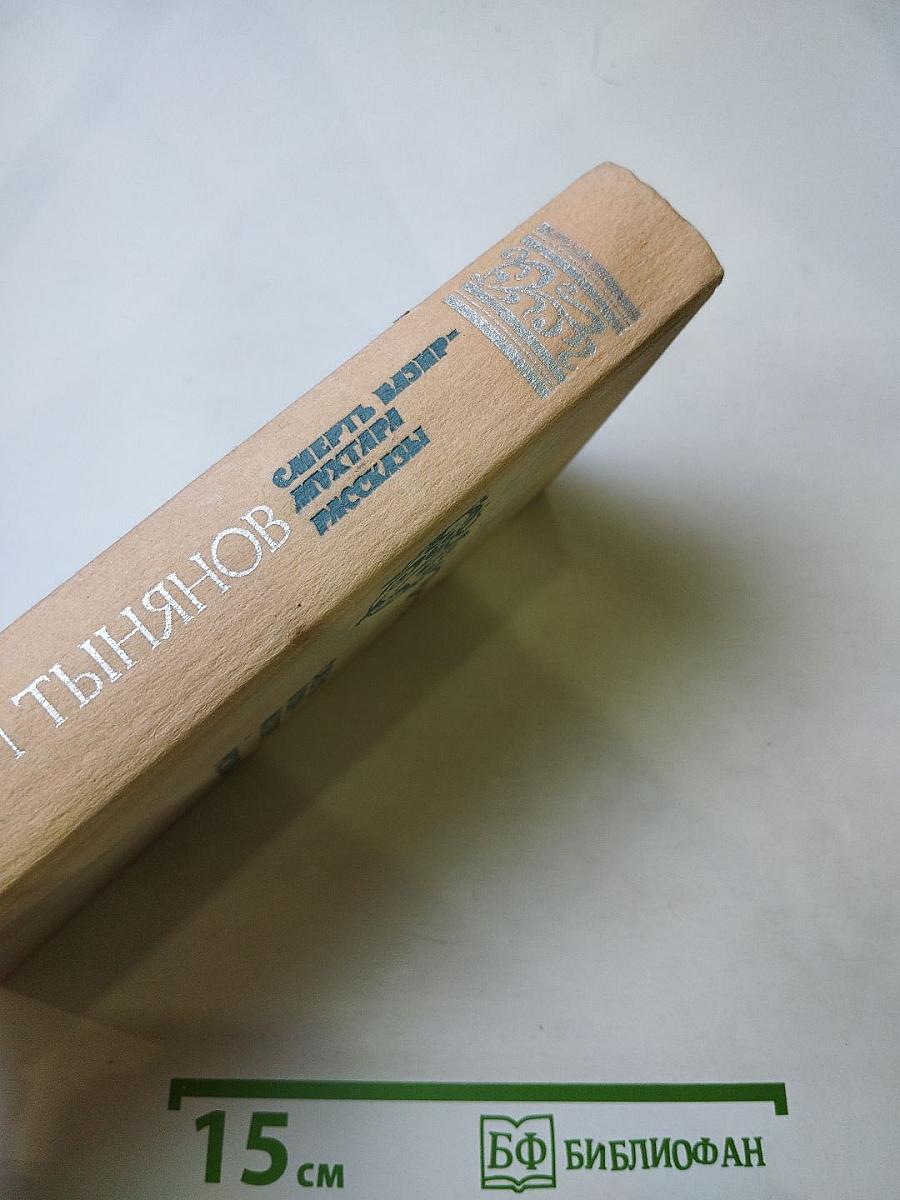 ТЫНЯНОВ
СМЕРТЬ ВАЗИР-
МУХТАРА
РАССКАЗЫ
15 см
БФ БИБЛИОФАН